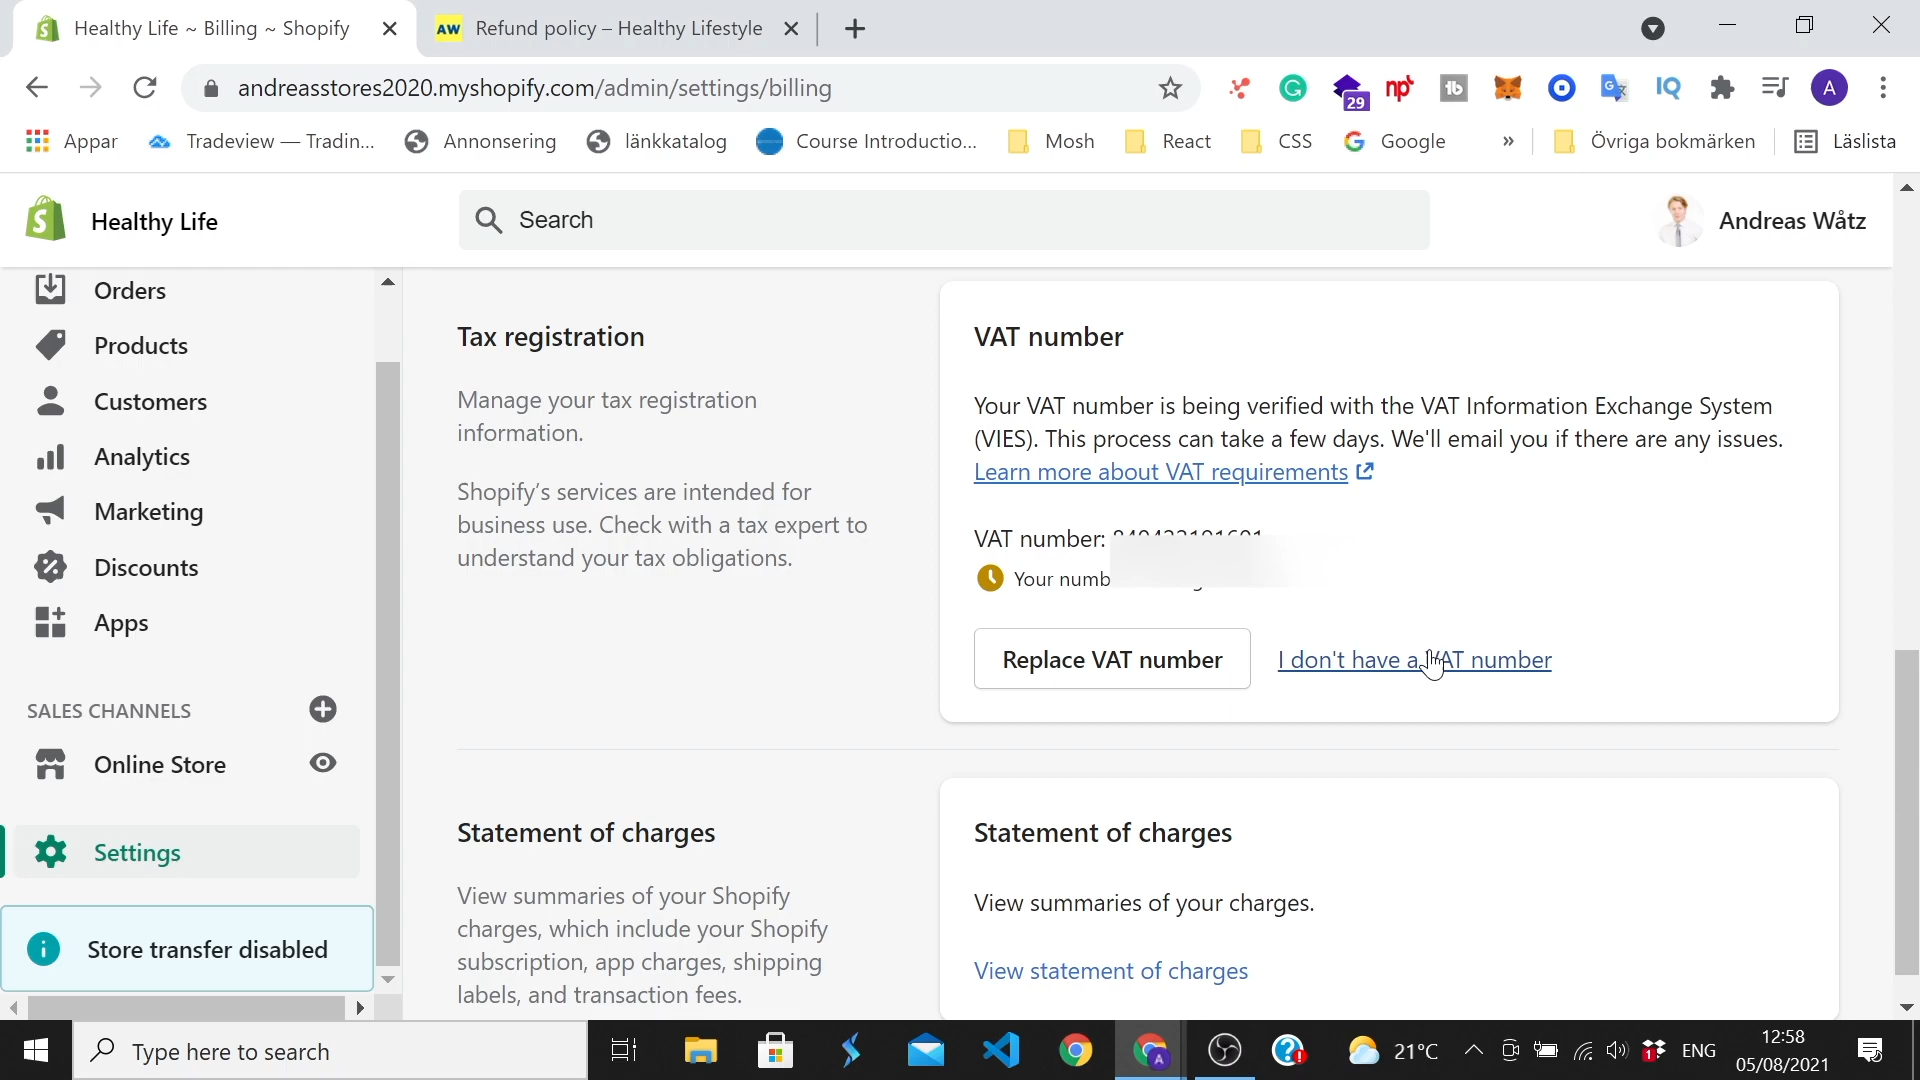 Healthy Life ~ Billing ~ Shopify
AW Refund policy – Healthy Lifestyle
andreasstores2020.myshopify.com/admin/settings/billing
29
np
tb
IQ
A
Appar
Tradeview — Tradin...
Annonsering
länkkatalog
Course Introductio...
Mosh
React
CSS
Google
»
Övriga bokmärken
Läslista
Healthy Life
Search
Andreas Wåtz
Orders
Products
Customers
Analytics
Marketing
Discounts
Apps
SALES CHANNELS
Online Store
Settings
Store transfer disabled
Tax registration
Manage your tax registration
information.
Shopify's services are intended for
business use. Check with a tax expert to
understand your tax obligations.
VAT number
Your VAT number is being verified with the VAT Information Exchange System
(VIES). This process can take a few days. We'll email you if there are any issues.
Learn more about VAT requirements
VAT number:
Your
Replace VAT number
I don't have a VAT number
Statement of charges
View summaries of your Shopify
charges, which include your Shopify
subscription, app charges, shipping
labels, and transaction fees.
Statement of charges
View summaries of your charges.
View statement of charges
Type here to search
A
21°C
1
ENG
12:58
05/08/2021